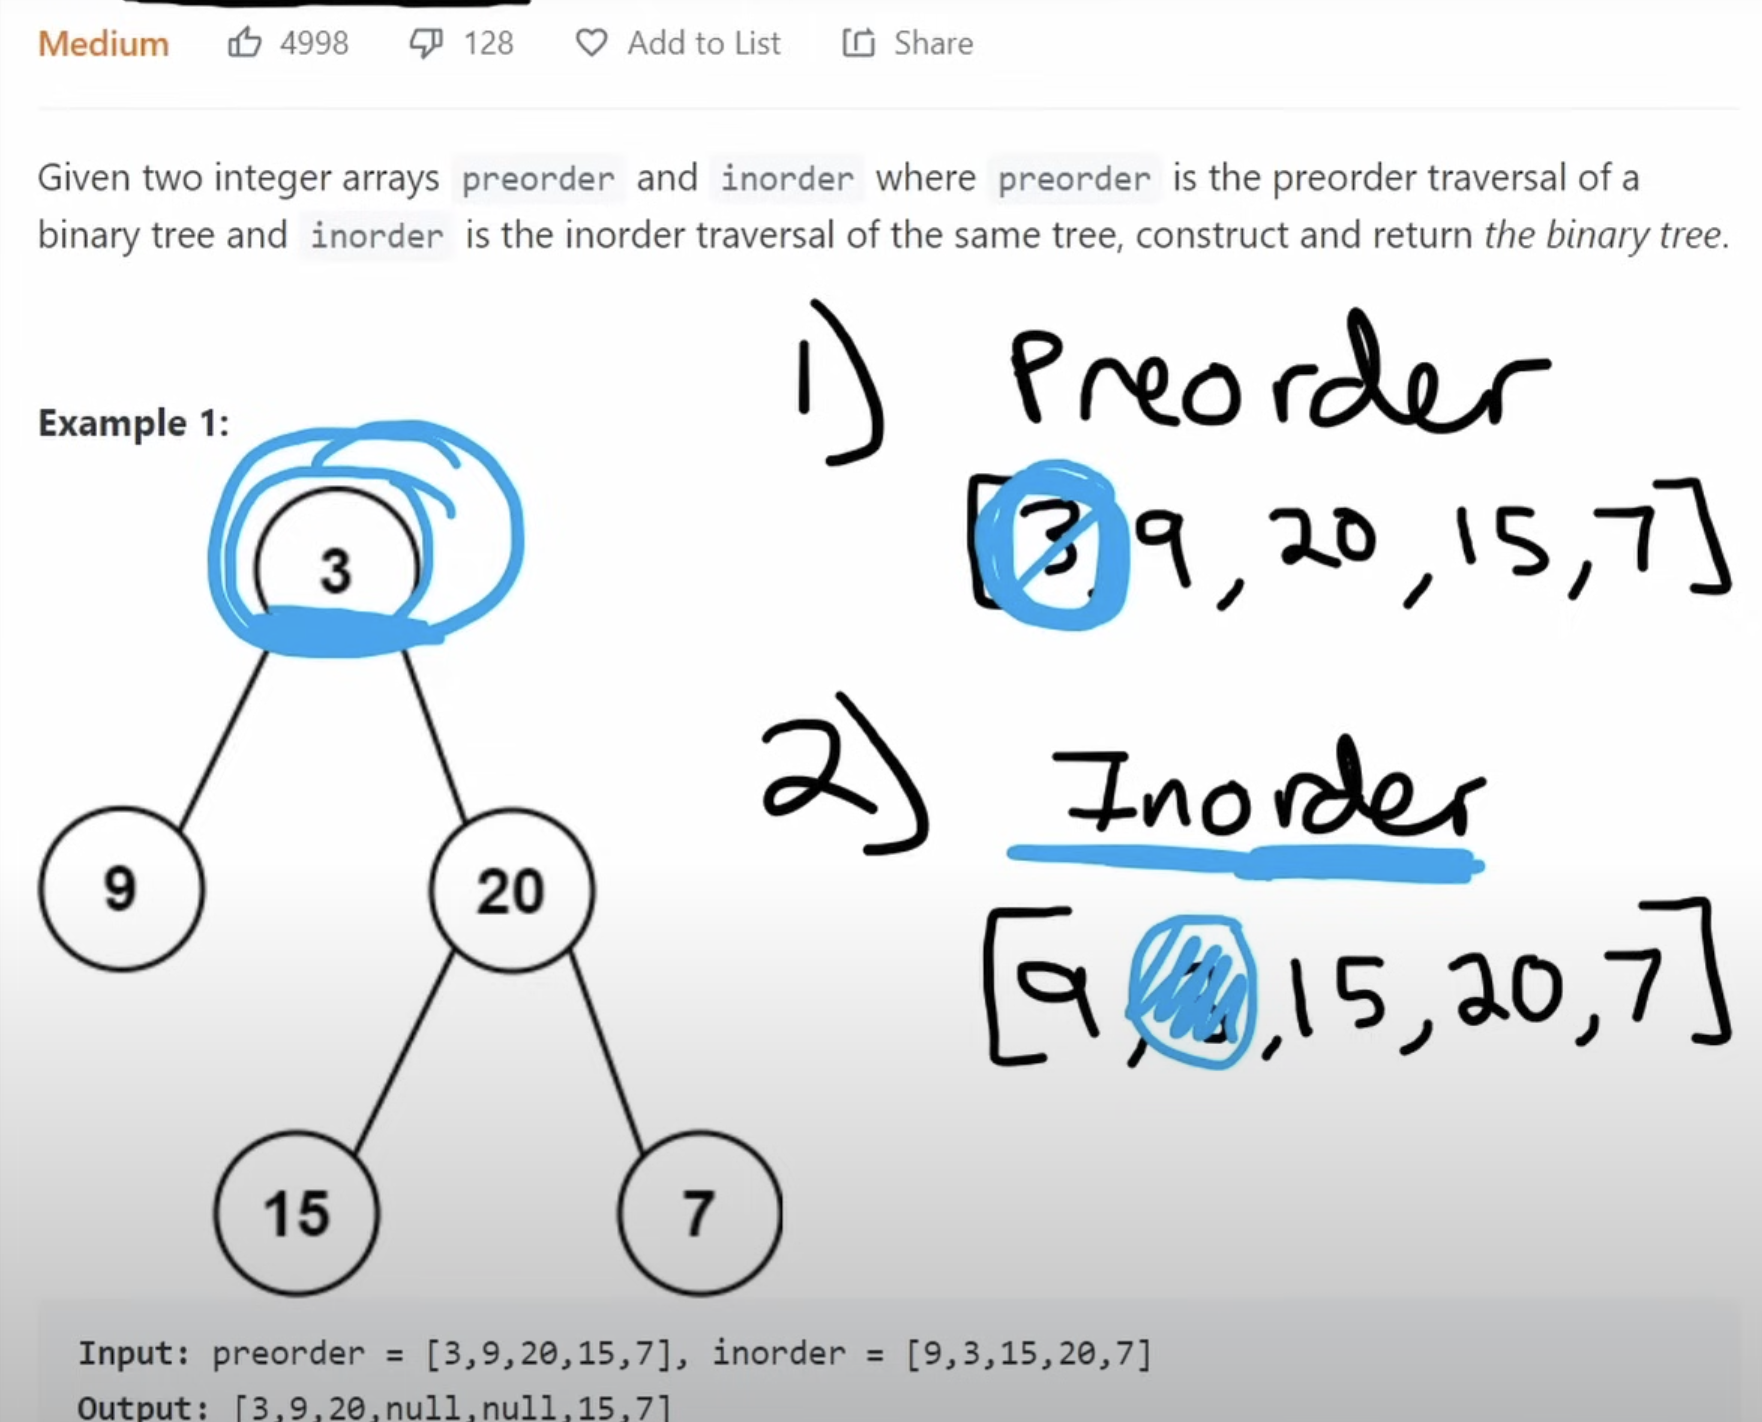 Medium 4998 128 Add to List Share
Given two integer arrays preorder and inorder where preorder is the preorder traversal of a
binary tree and inorder is the inorder traversal of the same tree, construct and return the binary tree.
Example 1:
3
9
20
15
7
1) Preorder
[3, 9, 20, 15, 7]
2) Inorder
[9, , 15, 20, 7]
Input: preorder = [3,9,20,15,7], inorder = [9,3,15,20,7]
Output: [3,9,20,null,null,15,7]